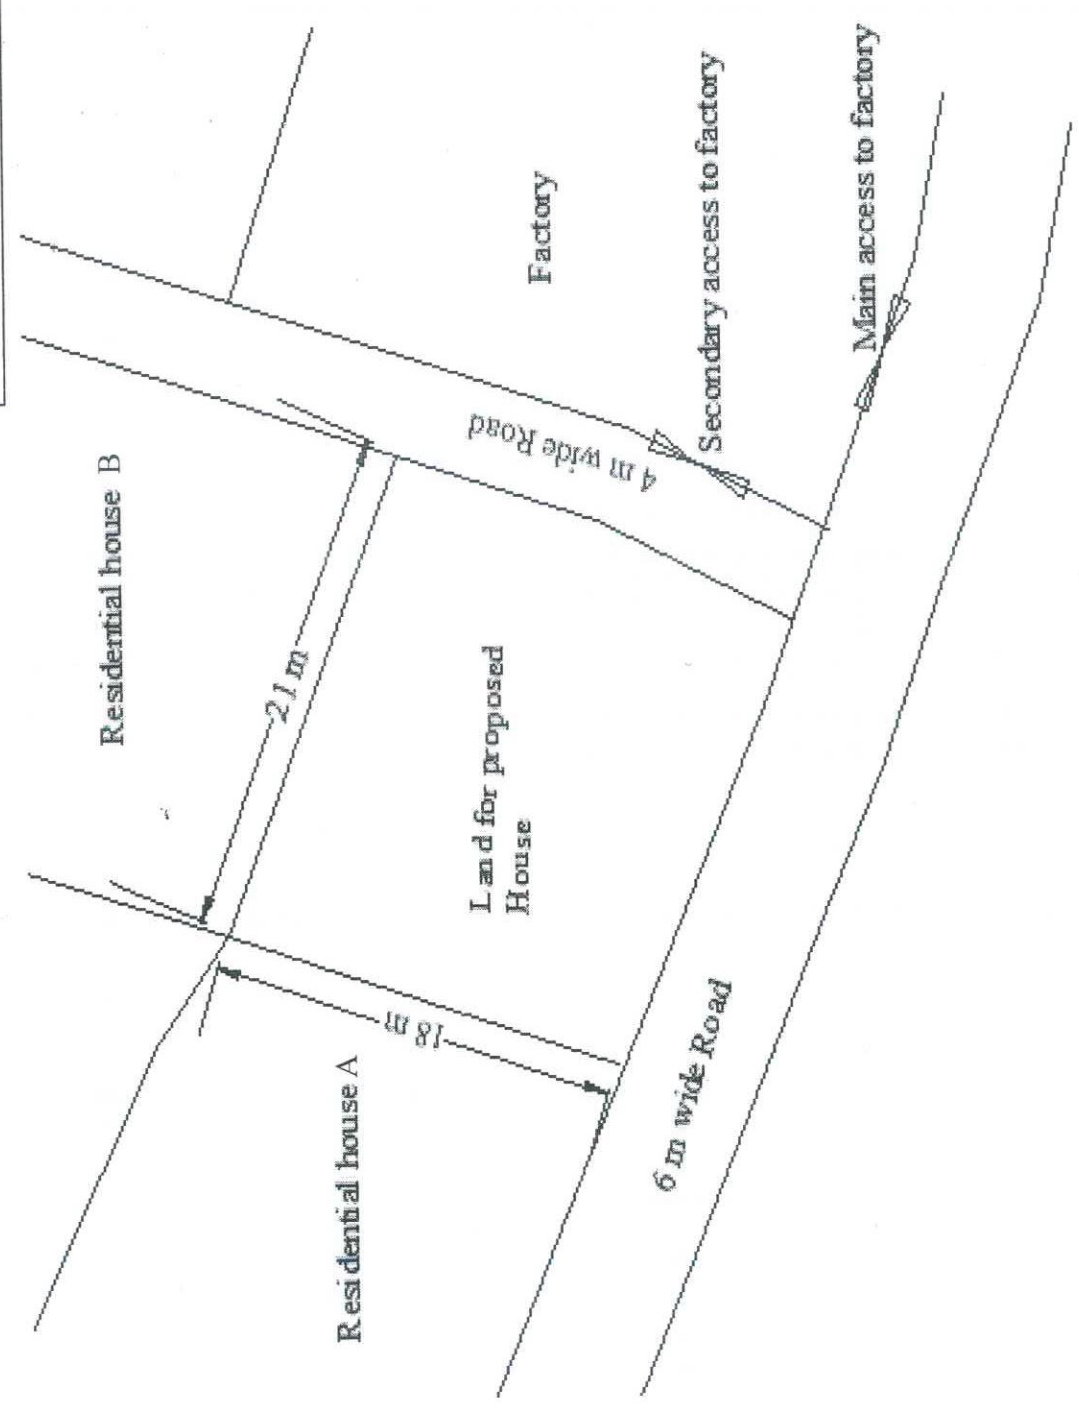 Residential house B
21 m
Factory
4 m wide Road
Secondary access to factory
Main access to factory
Land for proposed
House
18 m
Residential house A
6 m wide Road